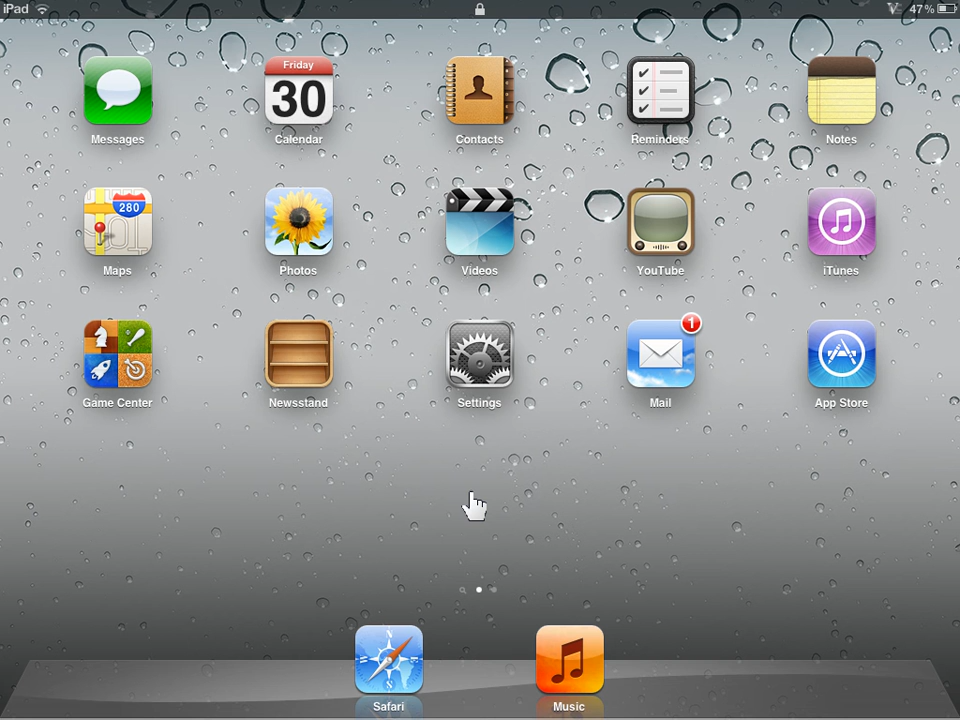 iPad
47%
Friday
30
Messages
Calendar
Contacts
Reminders
Notes
280
Maps
Photos
Videos
YouTube
iTunes
1
Game Center
Newsstand
Settings
Mail
App Store
N
S
Safari
Music